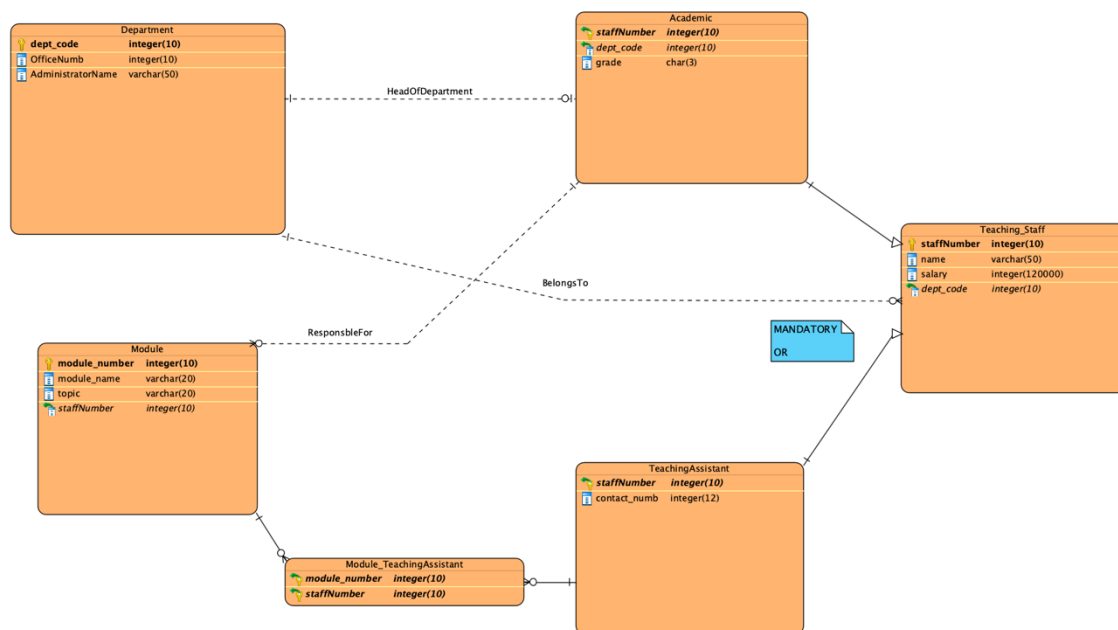 Department
dept_code integer(10)
OfficeNumb integer(10)
AdministratorName varchar(50)
Academic
staffNumber integer(10)
dept_code integer(10)
grade char(3)
HeadOfDepartment
Teaching_Staff
staffNumber integer(10)
name varchar(50)
salary integer(120000)
dept_code integer(10)
BelongsTo
ResponsbleFor
MANDATORY
OR
Module
module_number integer(10)
module_name varchar(20)
topic varchar(20)
staffNumber integer(10)
TeachingAssistant
staffNumber integer(10)
contact_numb integer(12)
Module_TeachingAssistant
module_number integer(10)
staffNumber integer(10)